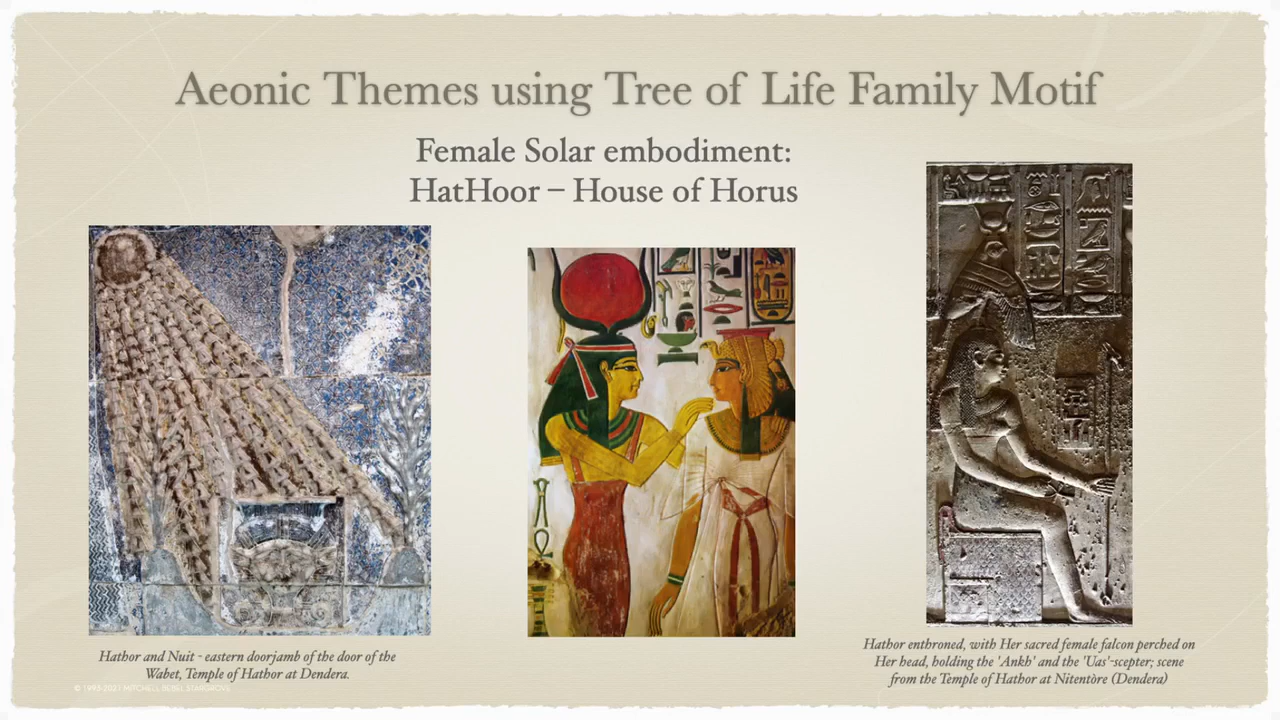 Aeonic Themes using Tree of Life Family Motif
Female Solar embodiment:
HatHoor – House of Horus
Hathor and Nuit - eastern doorjamb of the door of the
Wabet, Temple of Hathor at Dendera.
Hathor enthroned, with Her sacred female falcon perched on
Her head, holding the 'Ankh' and the 'Uas'-scepter; scene
from the Temple of Hathor at Nitentòre (Dendera)